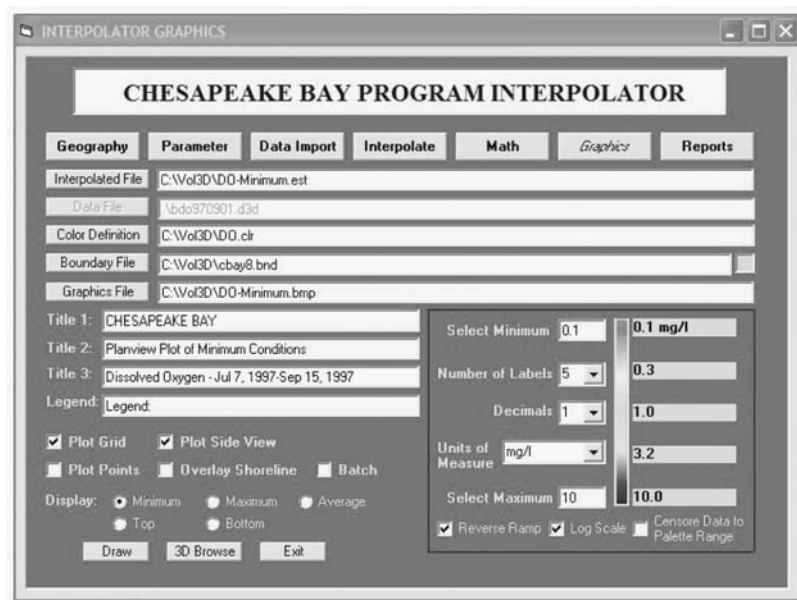 INTERPOLATOR GRAPHICS
CHESAPEAKE BAY PROGRAM INTERPOLATOR
Geography Parameter Data Import Interpolate Math Graphics Reports
Interpolated File C:\Vol3D\DO-Minimum.est
Data File .\bdo970901.d3d
Color Definition C:\Vol3D\DO.clr
Boundary File C:\Vol3D\cbay8.bnd
Graphics File C:\Vol3D\DO-Minimum.bmp
Title 1: CHESAPEAKE BAY
Title 2: Planview Plot of Minimum Conditions
Title 3: Dissolved Oxygen - Jul 7, 1997-Sep 15, 1997
Legend: Legend:
Plot Grid Plot Side View
Plot Points Overlay Shoreline Batch
Display: Minimum Maximum Average
Top Bottom
Draw 3D Browse Exit
Select Minimum 0.1 0.1 mg/l
Number of Labels 5 0.3
Decimals 1 1.0
Units of Measure mg/l 3.2
Select Maximum 10 10.0
Reverse Ramp Log Scale Censore Data to
Palette Range